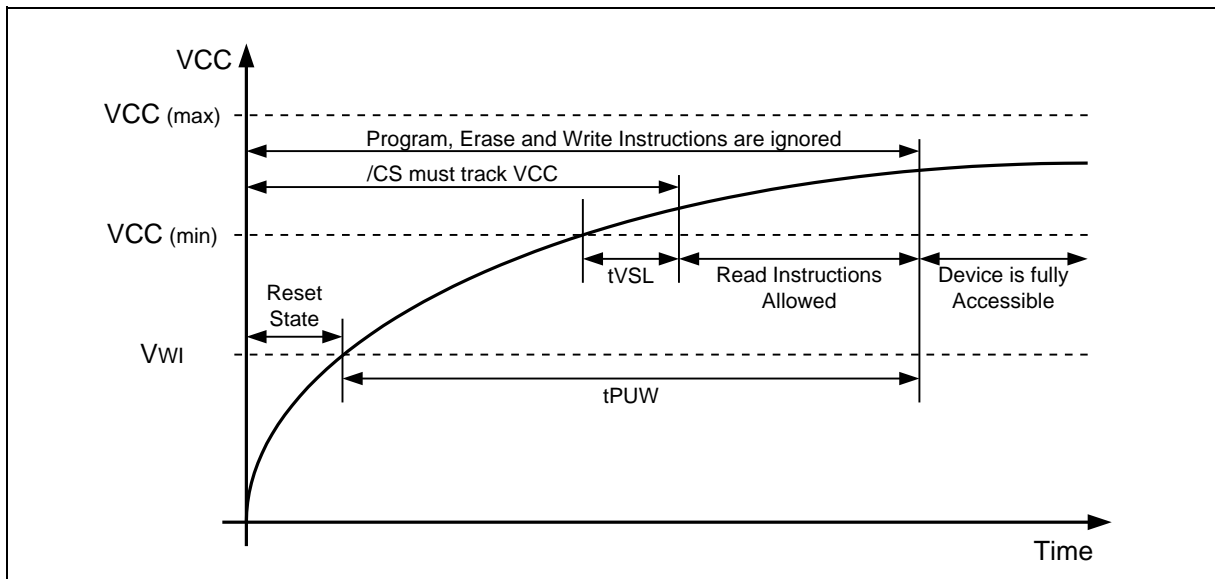 VCC
VCC (max)
Program, Erase and Write Instructions are ignored
/CS must track VCC
VCC (min)
tVSL
Read Instructions
Allowed
Device is fully
Accessible
Reset
State
VWI
tPUW
Time